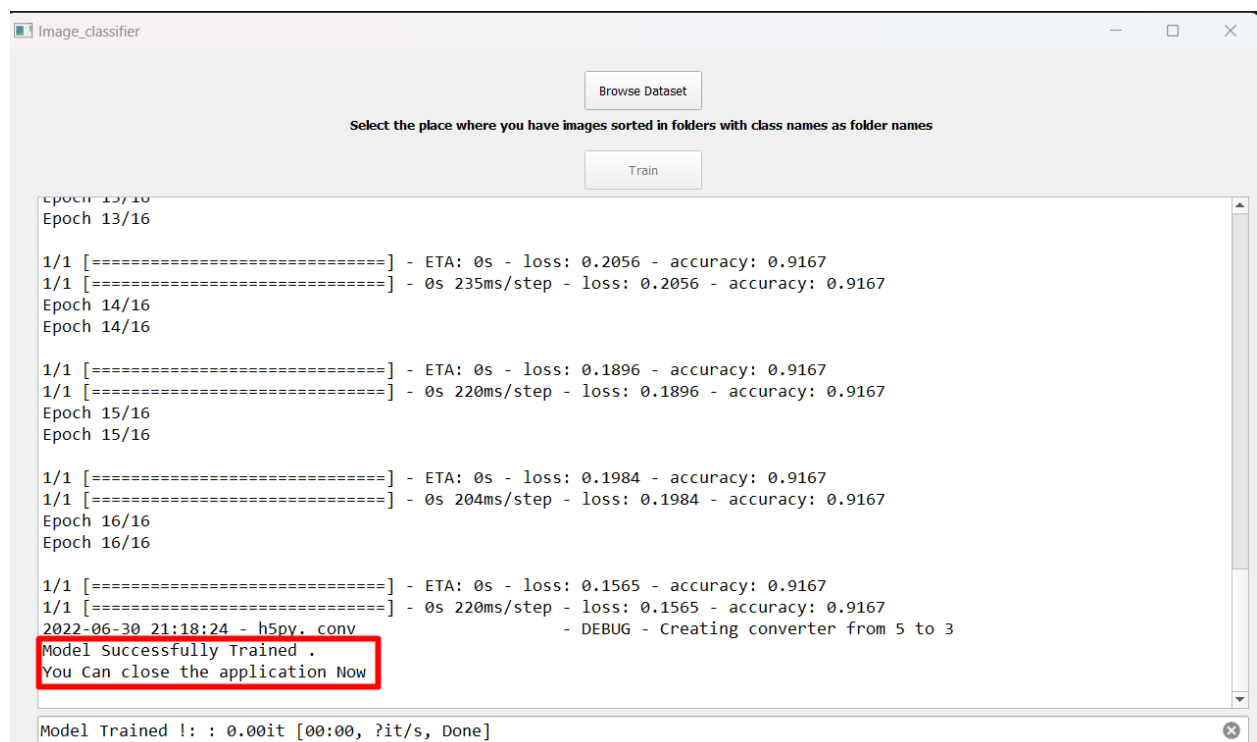 Image_classifier
Browse Dataset
Select the place where you have images sorted in folders with class names as folder names
Train
Epoch 13/16
Epoch 13/16
1/1 [==============================] - ETA: 0s - loss: 0.2056 - accuracy: 0.9167
1/1 [==============================] - 0s 235ms/step - loss: 0.2056 - accuracy: 0.9167
Epoch 14/16
Epoch 14/16
1/1 [==============================] - ETA: 0s - loss: 0.1896 - accuracy: 0.9167
1/1 [==============================] - 0s 220ms/step - loss: 0.1896 - accuracy: 0.9167
Epoch 15/16
Epoch 15/16
1/1 [==============================] - ETA: 0s - loss: 0.1984 - accuracy: 0.9167
1/1 [==============================] - 0s 204ms/step - loss: 0.1984 - accuracy: 0.9167
Epoch 16/16
Epoch 16/16
1/1 [==============================] - ETA: 0s - loss: 0.1565 - accuracy: 0.9167
1/1 [==============================] - 0s 220ms/step - loss: 0.1565 - accuracy: 0.9167
2022-06-30 21:18:24 - h5py._conv - DEBUG - Creating converter from 5 to 3
Model Successfully Trained .
You Can close the application Now
Model Trained !: : 0.00it [00:00, ?it/s, Done]